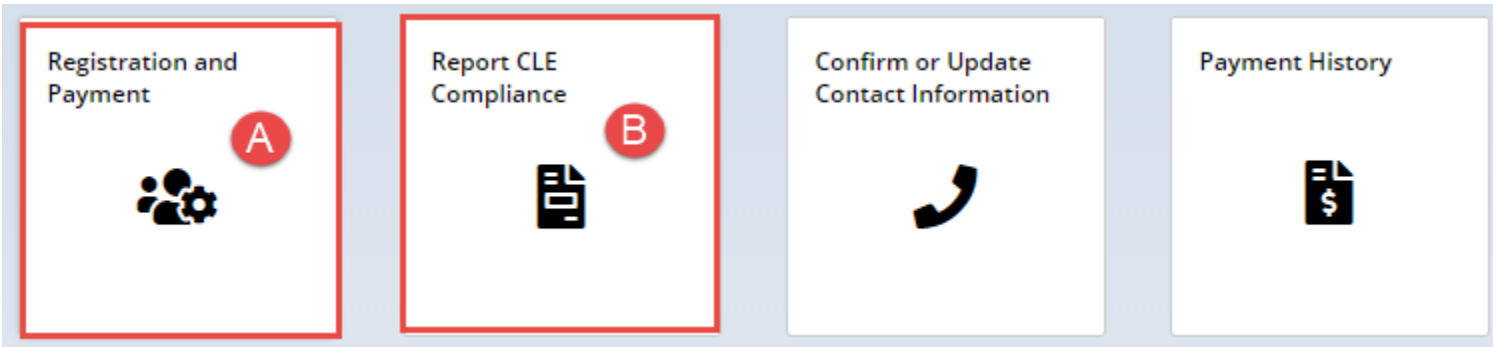 Registration and
Payment
A
Report CLE
Compliance
B
Confirm or Update
Contact Information
Payment History
$